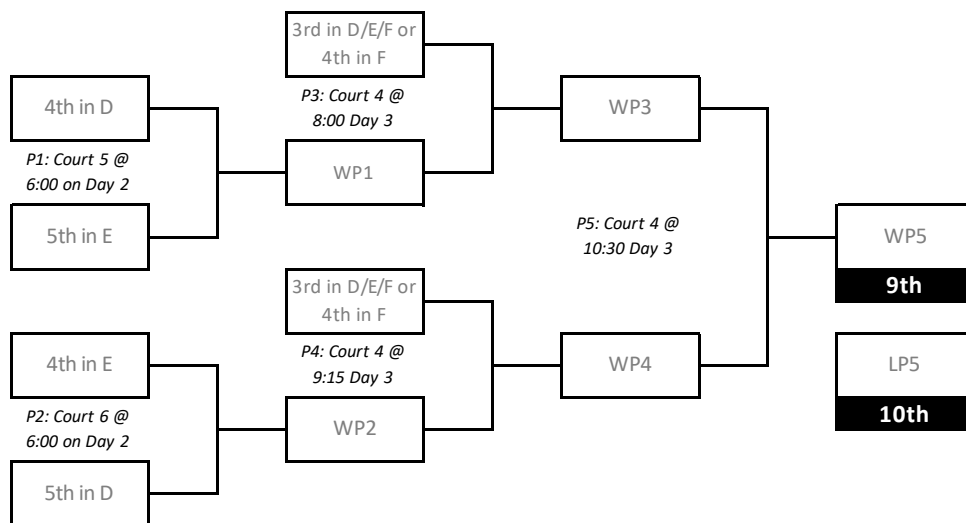 3rd in D/E/F or
4th in F
P3: Court 4 @
8:00 Day 3
4th in D
WP3
P1: Court 5 @
6:00 on Day 2
WP1
5th in E
P5: Court 4 @
10:30 Day 3
WP5
9th
3rd in D/E/F or
4th in F
P4: Court 4 @
9:15 Day 3
4th in E
WP4
LP5
10th
P2: Court 6 @
6:00 on Day 2
WP2
5th in D